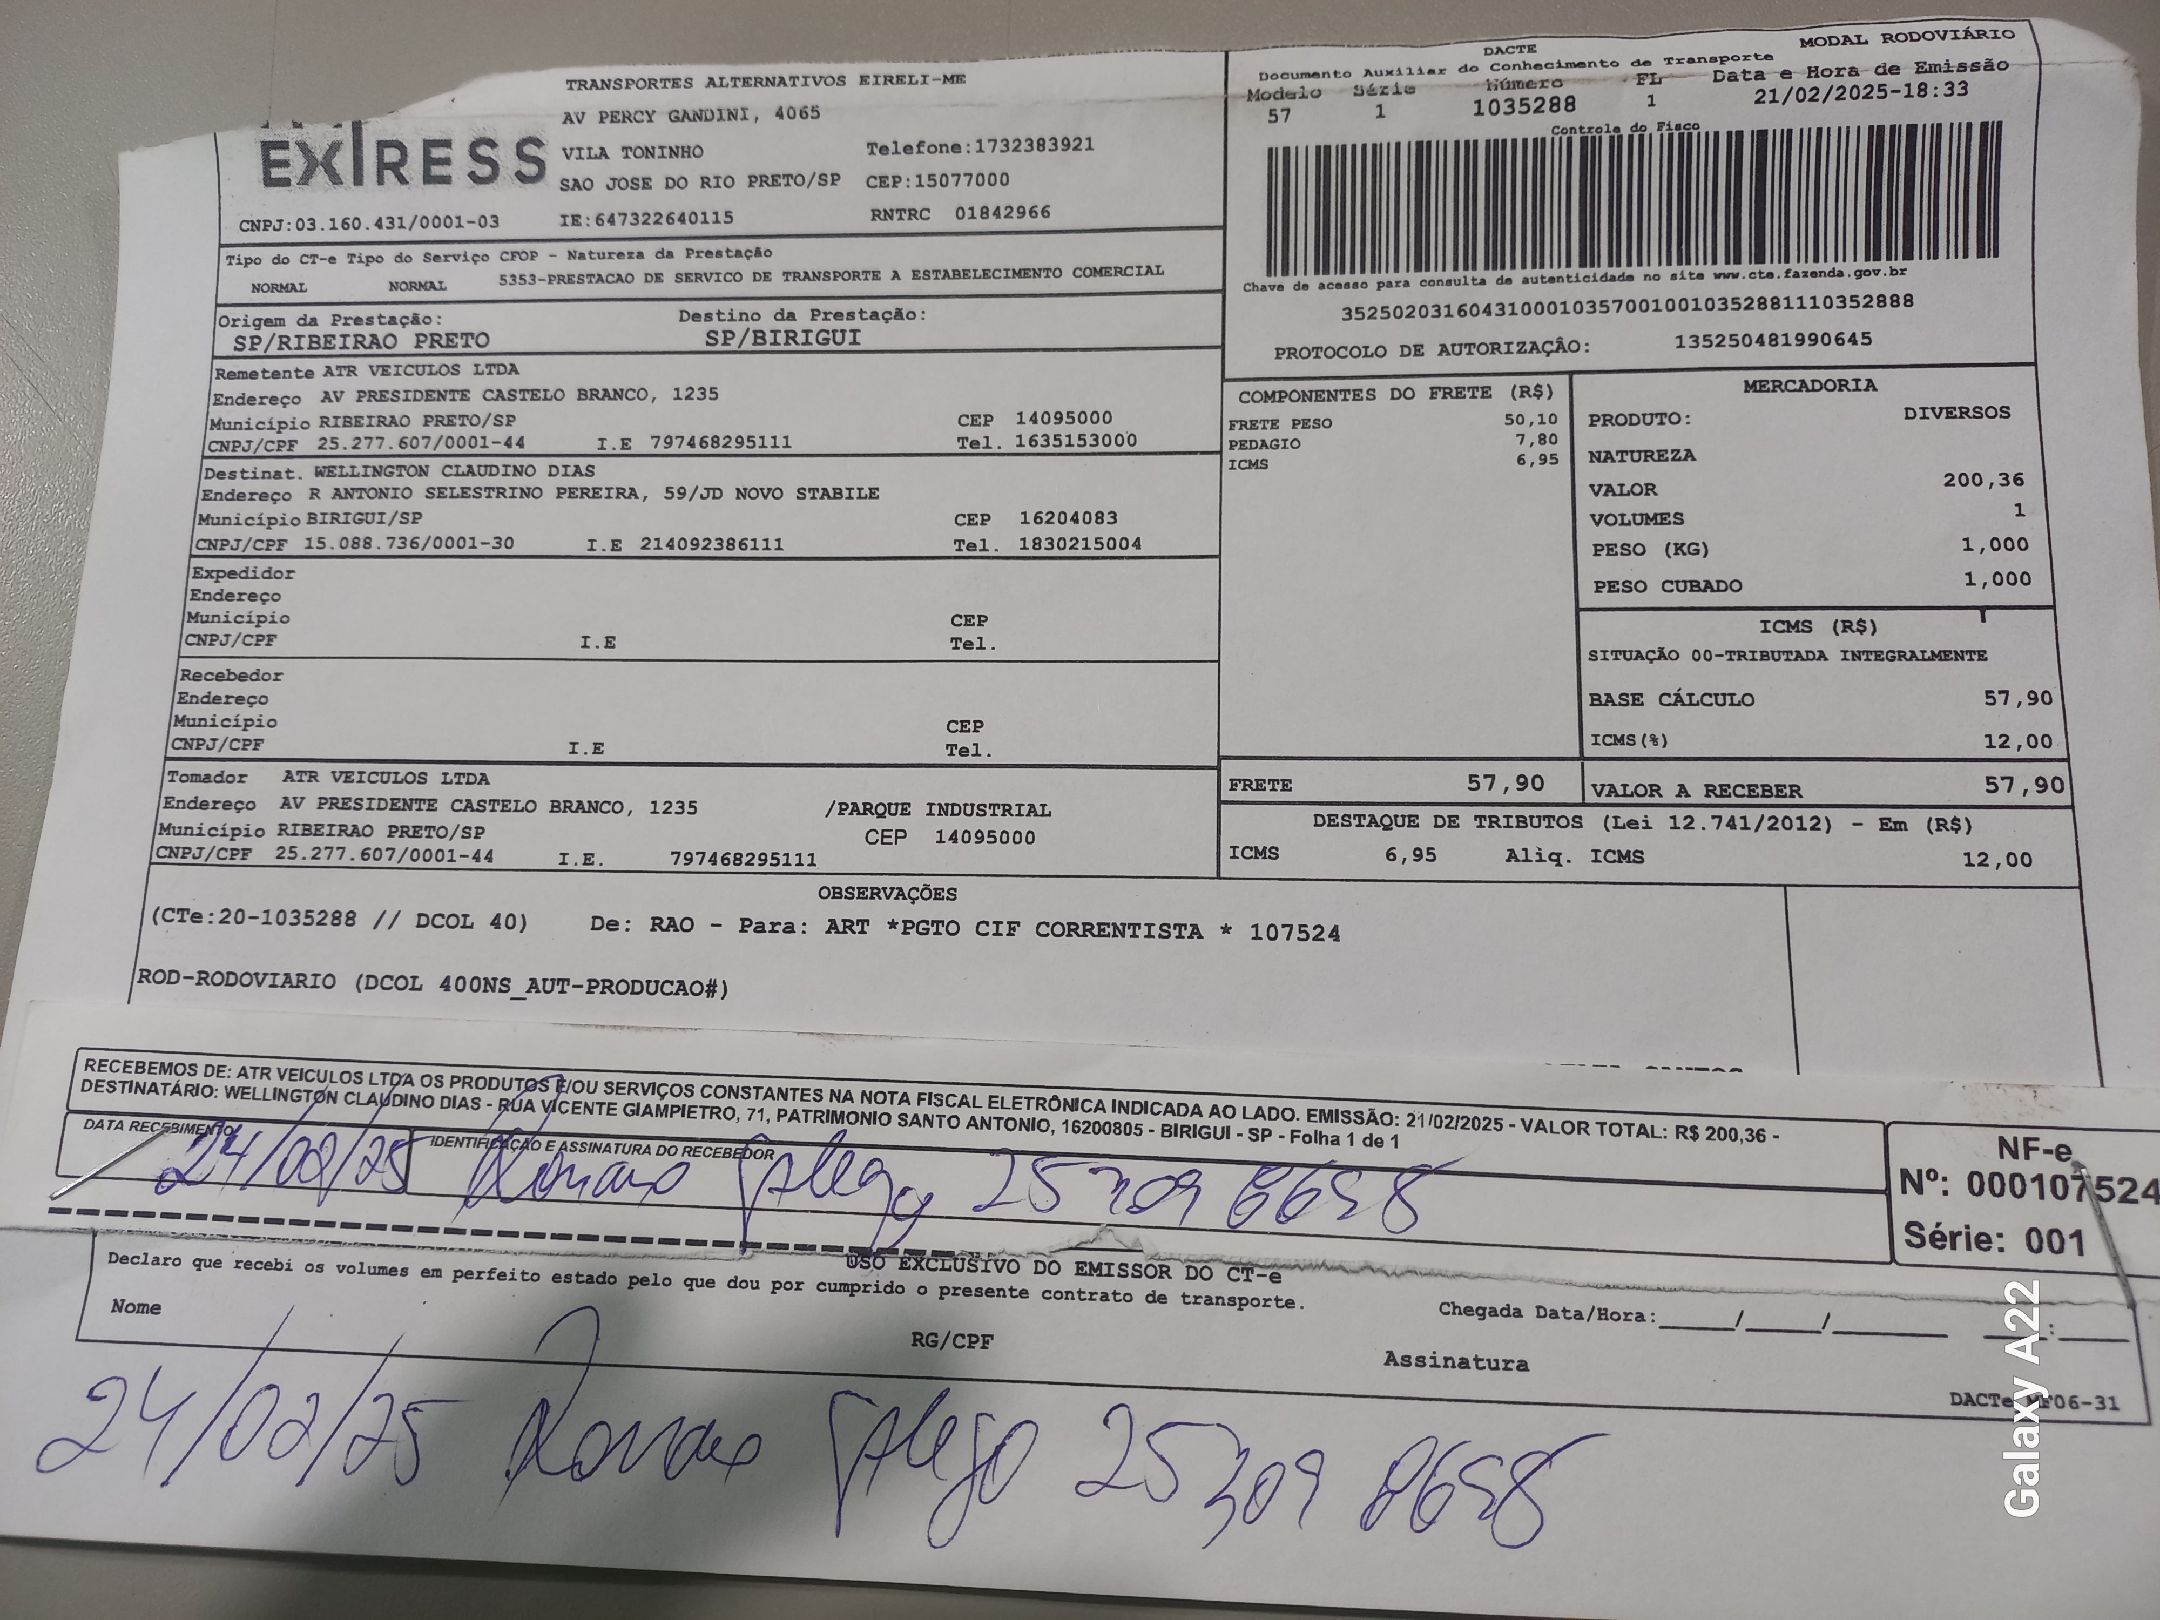 TRANSPORTES ALTERNATIVOS EIRELI-ME
AV PERCY GANDINI, 4065
EXPRESS
VILA TONINHO Telefone:1732383921
SAO JOSE DO RIO PRETO/SP CEP:15077000
CNPJ:03.160.431/0001-03 IE:647322640115 RNTRC 01842966
DACTE MODAL RODOVIÁRIO
Documento Auxiliar do Conhecimento de Transporte
Modelo Série Número FL Data e Hora de Emissão
57 1 1035288 1 21/02/2025-18:33
Controle do Fisco
Chave de acesso para consulta de autenticidade no site www.cte.fazenda.gov.br
35250203160431000103570010010352881110352888
PROTOCOLO DE AUTORIZAÇÂO: 135250481990645
Tipo do CT-e Tipo do Serviço CFOP - Natureza da Prestação
NORMAL NORMAL 5353-PRESTACAO DE SERVICO DE TRANSPORTE A ESTABELECIMENTO COMERCIAL
Origem da Prestação: Destino da Prestação:
SP/RIBEIRAO PRETO SP/BIRIGUI
Remetente ATR VEICULOS LTDA
Endereço AV PRESIDENTE CASTELO BRANCO, 1235
Município RIBEIRAO PRETO/SP CEP 14095000
CNPJ/CPF 25.277.607/0001-44 I.E 797468295111 Tel. 1635153000
Destinat. WELLINGTON CLAUDINO DIAS
Endereço R ANTONIO SELESTRINO PEREIRA, 59/JD NOVO STABILE
Município BIRIGUI/SP CEP 16204083
CNPJ/CPF 15.088.736/0001-30 I.E 214092386111 Tel. 1830215004
Expedidor
Endereço
Município CEP
CNPJ/CPF I.E Tel.
Recebedor
Endereço
Município CEP
CNPJ/CPF I.E Tel.
Tomador ATR VEICULOS LTDA
Endereço AV PRESIDENTE CASTELO BRANCO, 1235 /PARQUE INDUSTRIAL
Município RIBEIRAO PRETO/SP CEP 14095000
CNPJ/CPF 25.277.607/0001-44 I.E. 797468295111
COMPONENTES DO FRETE (R$)
FRETE PESO 50,10
PEDAGIO 7,80
ICMS 6,95
MERCADORIA
PRODUTO: DIVERSOS
NATUREZA
VALOR 200,36
VOLUMES 1
PESO (KG) 1,000
PESO CUBADO 1,000
ICMS (R$)
SITUAÇÃO 00-TRIBUTADA INTEGRALMENTE
BASE CÁLCULO 57,90
ICMS(%) 12,00
FRETE 57,90 VALOR A RECEBER 57,90
DESTAQUE DE TRIBUTOS (Lei 12.741/2012) - Em (R$)
ICMS 6,95 Aliq. ICMS 12,00
OBSERVAÇÕES
(CTe:20-1035288 // DCOL 40) De: RAO - Para: ART *PGTO CIF CORRENTISTA * 107524
ROD-RODOVIARIO (DCOL 400NS_AUT-PRODUCAO#)
RECEBEMOS DE: ATR VEICULOS LTDA OS PRODUTOS E/OU SERVIÇOS CONSTANTES NA NOTA FISCAL ELETRÔNICA INDICADA AO LADO. EMISSÃO: 21/02/2025 - VALOR TOTAL: R$ 200,36 -
DESTINATÁRIO: WELLINGTON CLAUDINO DIAS - RUA VICENTE GIAMPIETRO, 71, PATRIMONIO SANTO ANTONIO, 16200805 - BIRIGUI - SP - Folha 1 de 1
DATA RECEBIMENTO IDENTIFICAÇÃO E ASSINATURA DO RECEBEDOR
24/02/25
NF-e
Nº: 000107524
Série: 001
USO EXCLUSIVO DO EMISSOR DO CT-e
Declaro que recebi os volumes em perfeito estado pelo que dou por cumprido o presente contrato de transporte.
Nome RG/CPF Assinatura Chegada Data/Hora:_____/_____/_______ ____:_____
24/02/25
Galaxy A22